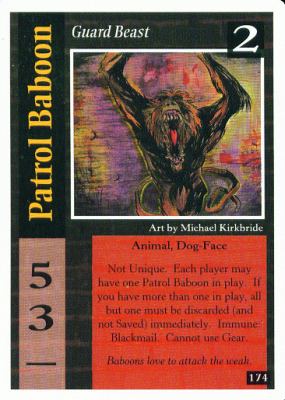 Patrol Baboon
Guard Beast
2
Art by Michael Kirkbride
5
3
—
Animal, Dog-Face
Not Unique. Each player may
have one Patrol Baboon in play. If
you have more than one in play, all
but one must be discarded (and
not Saved) immediately. Immune:
Blackmail. Cannot use Gear.
Baboons love to attack the weak.
174